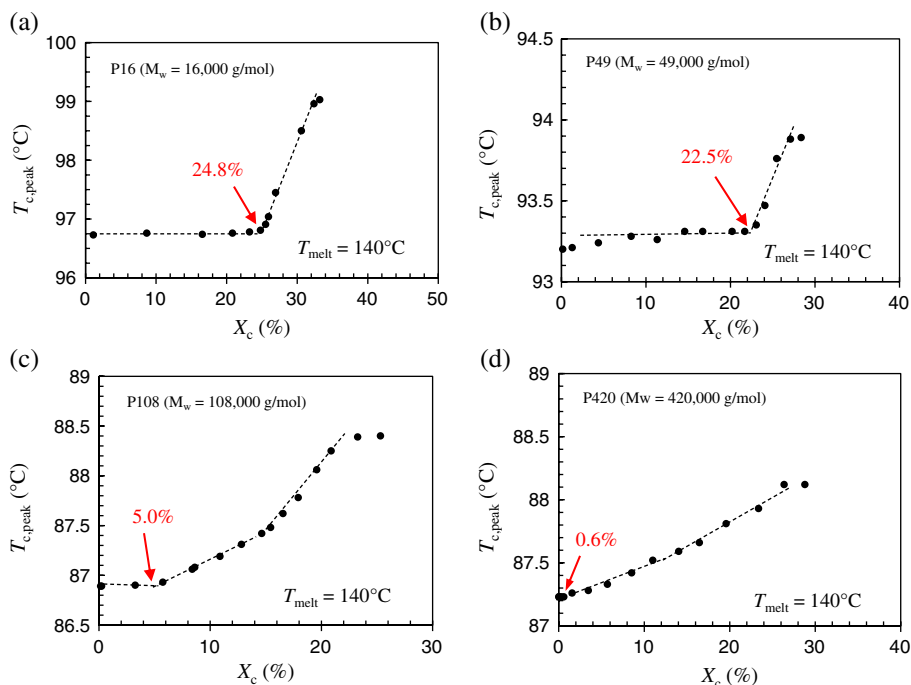 (a)
100
99
98
97
96
T_c,peak (°C)
P16 (M_w = 16,000 g/mol)
24.8%
T_melt = 140°C
0 10 20 30 40 50
X_c (%)
(b)
94.5
94
93.5
93
T_c,peak (°C)
P49 (M_w = 49,000 g/mol)
22.5%
T_melt = 140°C
0 10 20 30 40
X_c (%)
(c)
89
88.5
88
87.5
87
86.5
T_c,peak (°C)
P108 (M_w = 108,000 g/mol)
5.0%
T_melt = 140°C
0 10 20 30
X_c (%)
(d)
89
88.5
88
87.5
87
T_c,peak (°C)
P420 (Mw = 420,000 g/mol)
0.6%
T_melt = 140°C
0 10 20 30 40
X_c (%)